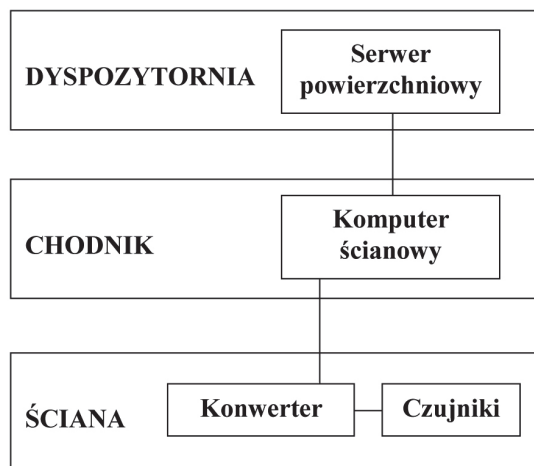 DYSPOZYTORNIA
Serwer
powierzchniowy
CHODNIK
Komputer
ścianowy
ŚCIANA
Konwerter
Czujniki